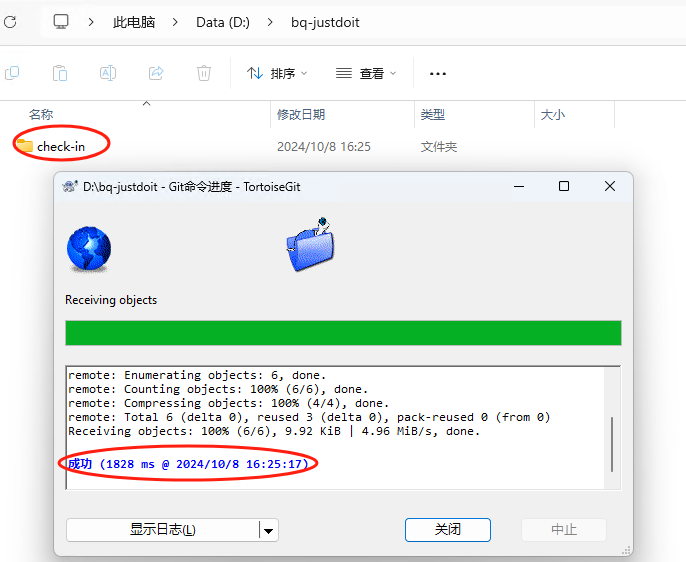 此电脑 Data (D:) bq-justdoit
排序 查看
名称 修改日期 类型 大小
check-in 2024/10/8 16:25 文件夹
D:\bq-justdoit - Git命令进度 - TortoiseGit
Receiving objects
remote: Enumerating objects: 6, done.
remote: Counting objects: 100% (6/6), done.
remote: Compressing objects: 100% (4/4), done.
remote: Total 6 (delta 0), reused 3 (delta 0), pack-reused 0 (from 0)
Receiving objects: 100% (6/6), 9.92 KiB | 4.96 MiB/s, done.
成功 (1828 ms @ 2024/10/8 16:25:17)
显示日志(L) 关闭 中止